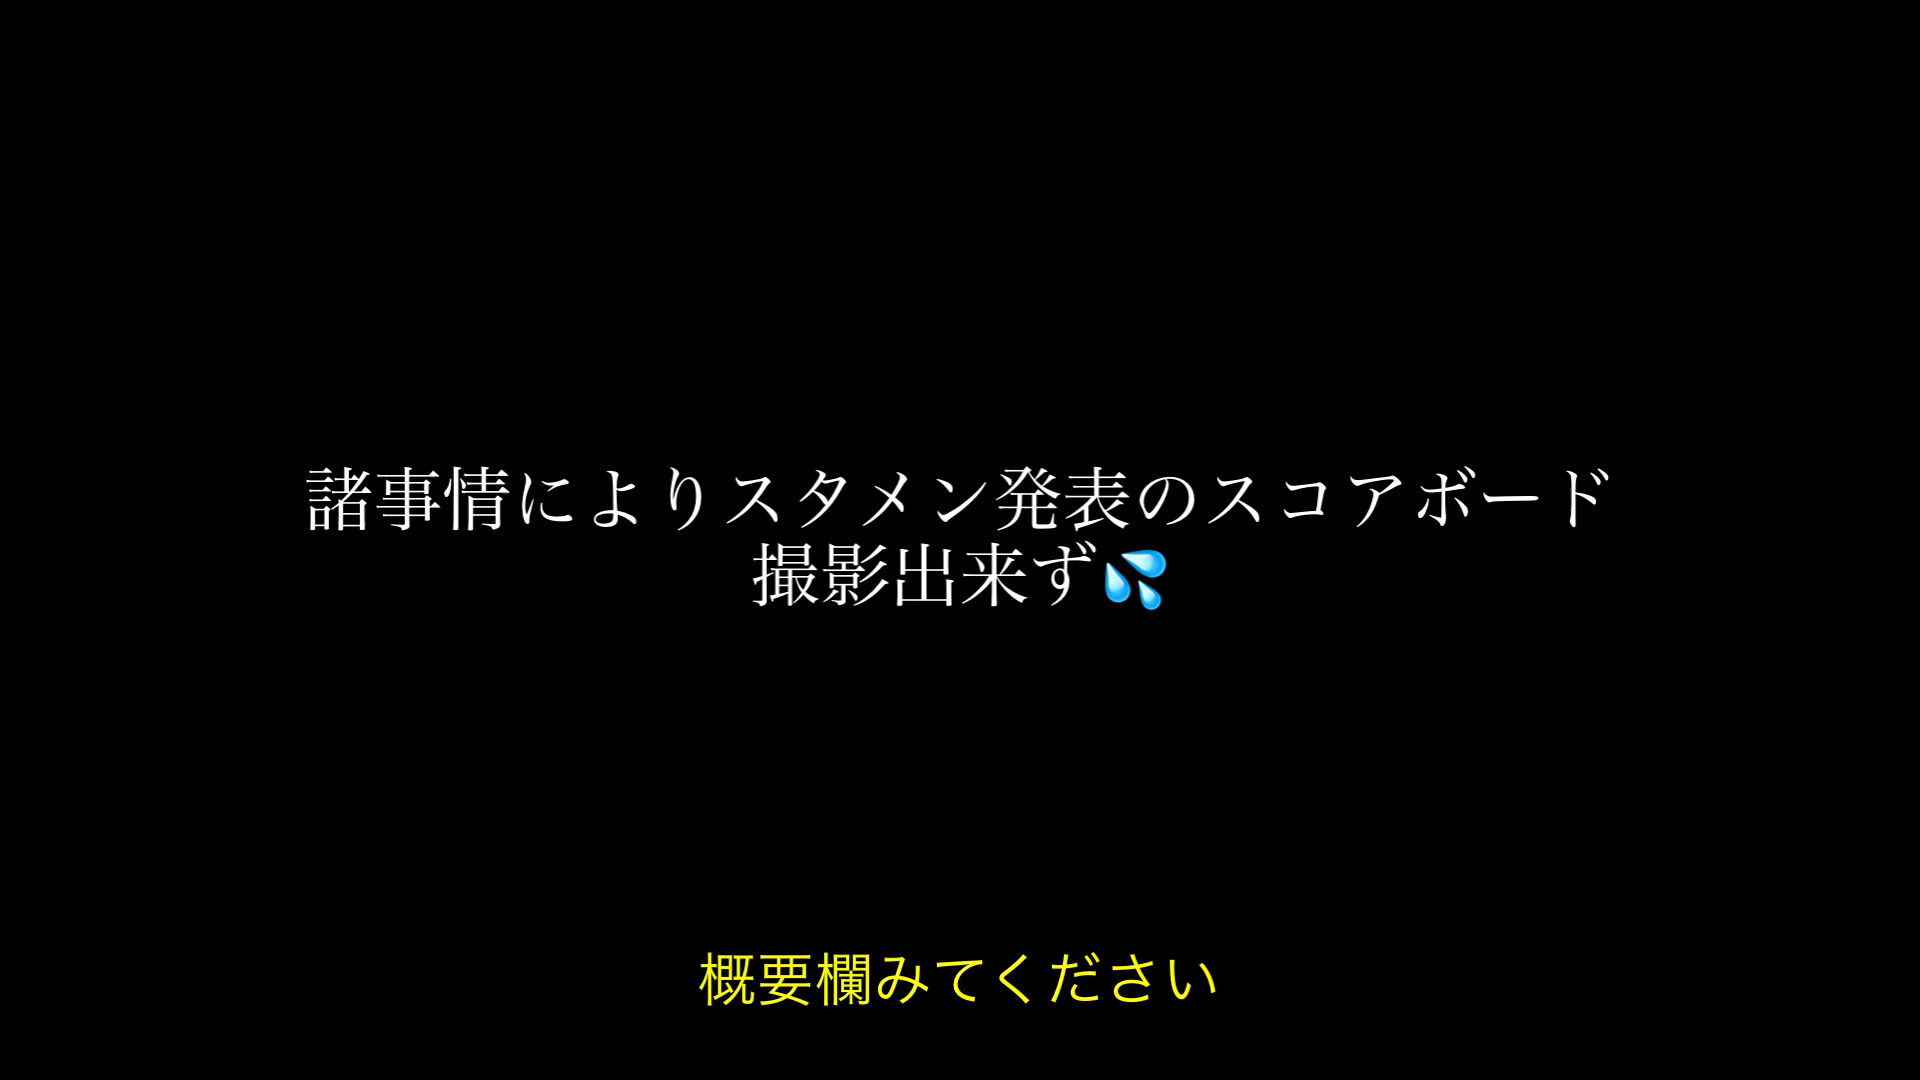 諸事情によりスタメン発表のスコアボード
撮影出来ず💦
概要欄みてください